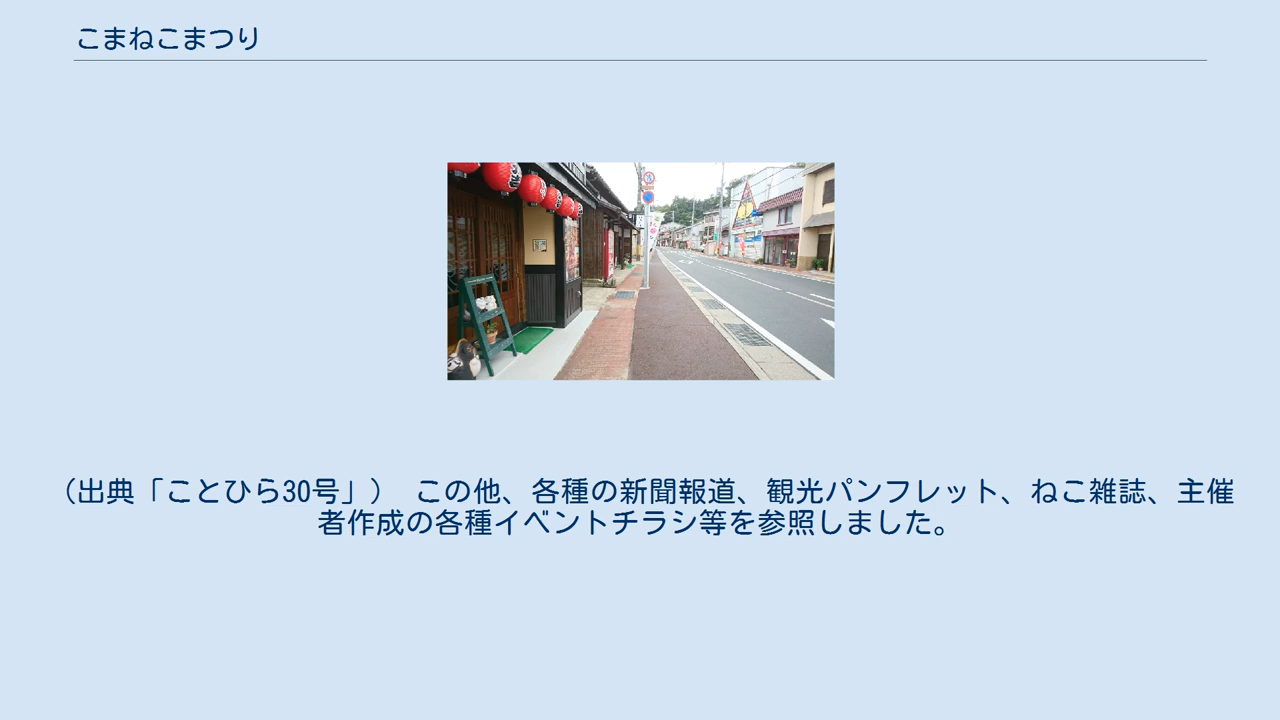 こまねこまつり
（出典「ことひら30号」）　この他、各種の新聞報道、観光パンフレット、ねこ雑誌、主催
者作成の各種イベントチラシ等を参照しました。